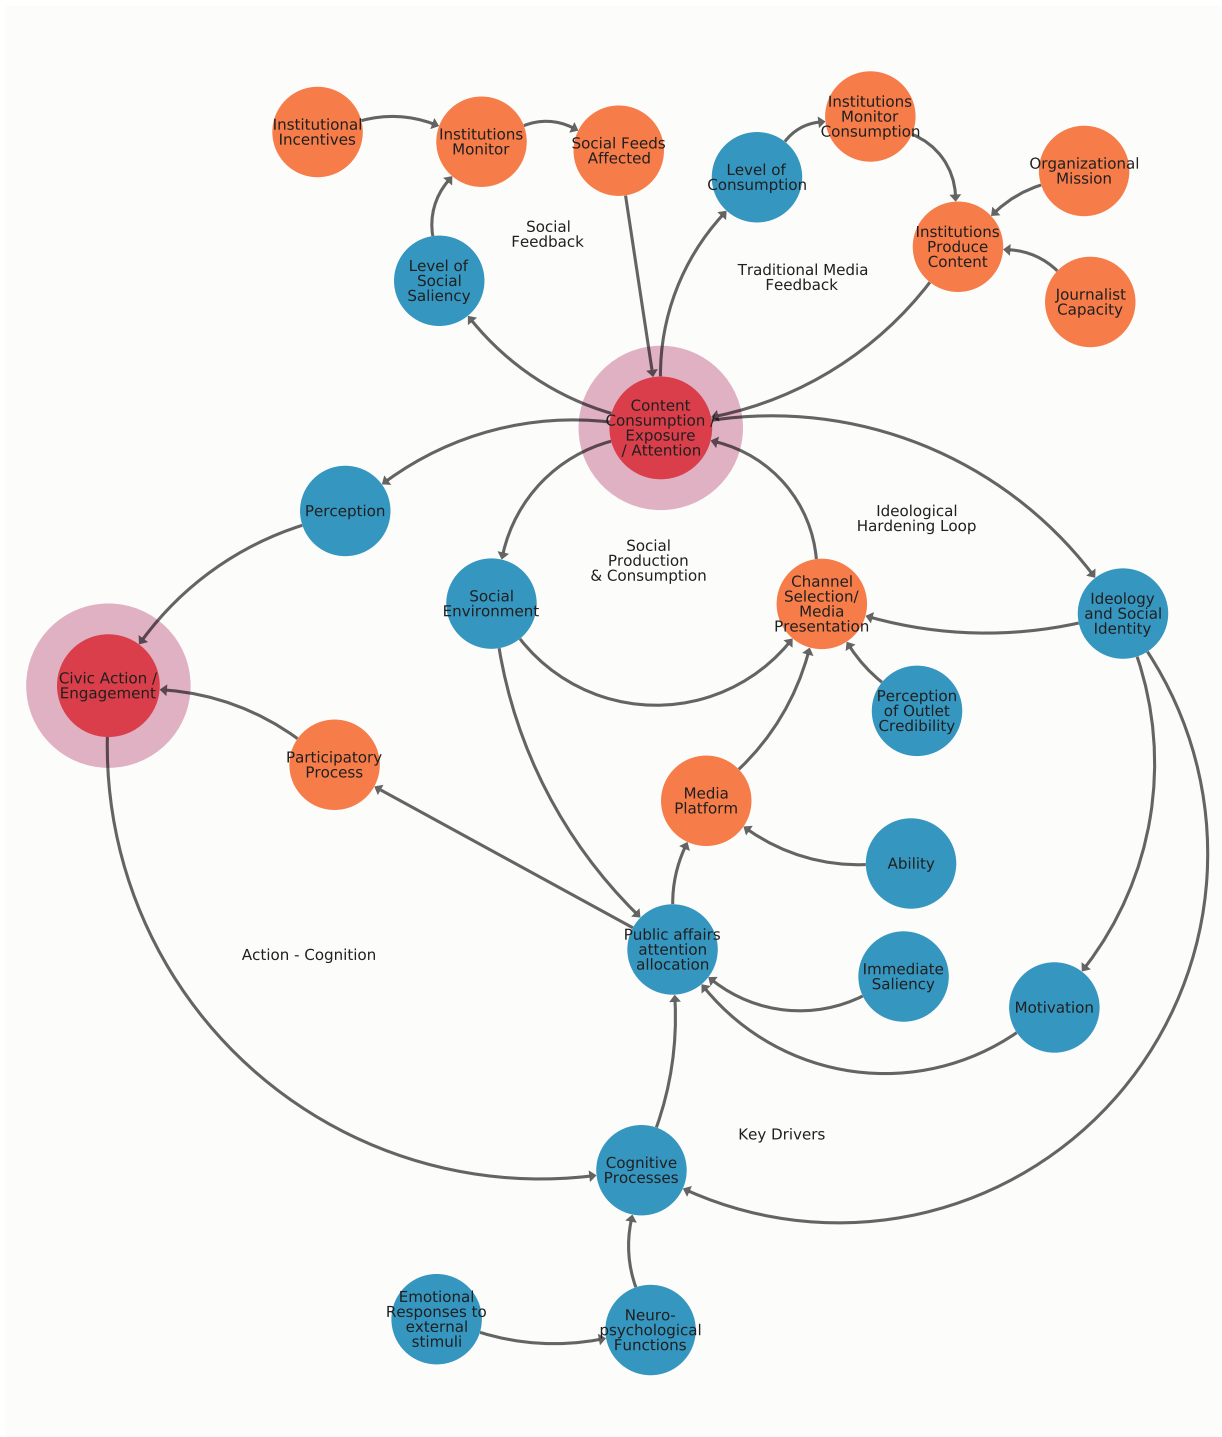 Institutional
Incentives
Institutions
Monitor
Social Feeds
Affected
Level of
Consumption
Institutions
Monitor
Consumption
Organizational
Mission
Institutions
Produce
Content
Journalist
Capacity
Social
Feedback
Level of
Social
Saliency
Traditional Media
Feedback
Content
Consumption /
Exposure
/ Attention
Perception
Ideological
Hardening Loop
Social
Production
& Consumption
Social
Environment
Channel
Selection/
Media
Presentation
Ideology
and Social
Identity
Civic Action /
Engagement
Perception
of Outlet
Credibility
Participatory
Process
Media
Platform
Ability
Public affairs
attention
allocation
Action - Cognition
Immediate
Saliency
Motivation
Key Drivers
Cognitive
Processes
Emotional
Responses to
external
stimuli
Neuro-
psychological
Functions